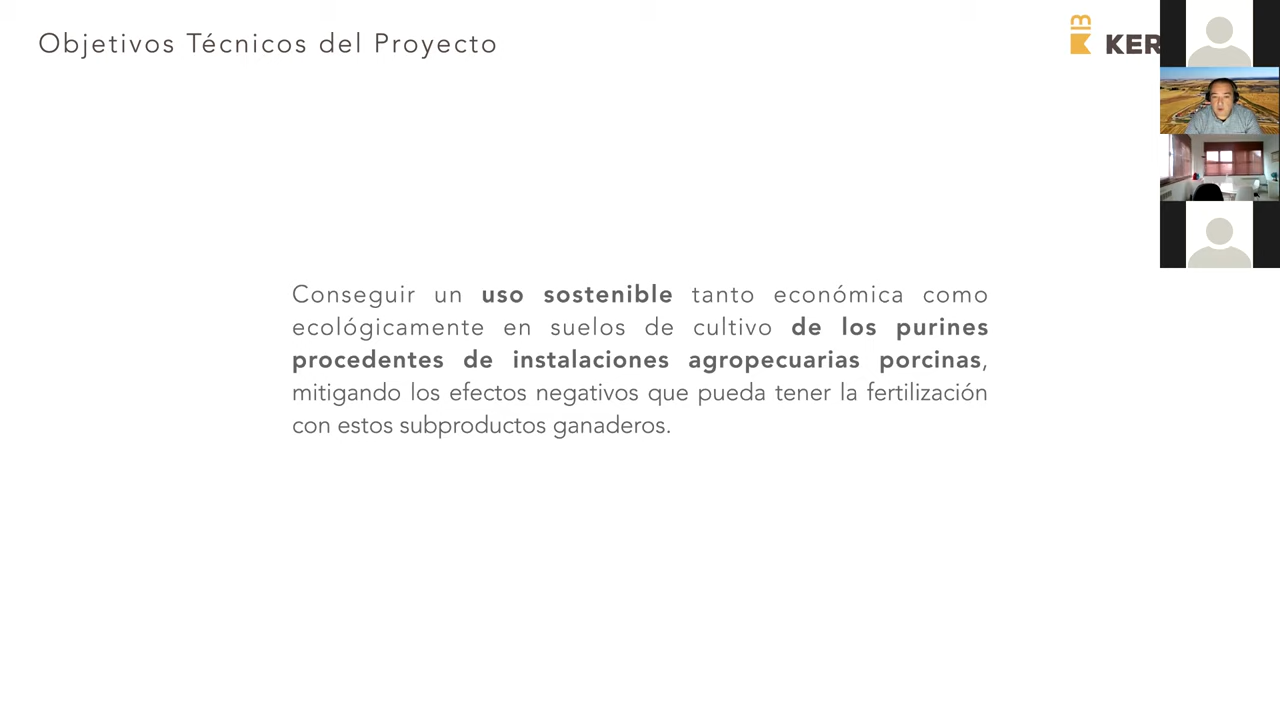 Objetivos Técnicos del Proyecto
Conseguir un uso sostenible tanto económica como
ecológicamente en suelos de cultivo de los purines
procedentes de instalaciones agropecuarias porcinas,
mitigando los efectos negativos que pueda tener la fertilización
con estos subproductos ganaderos.